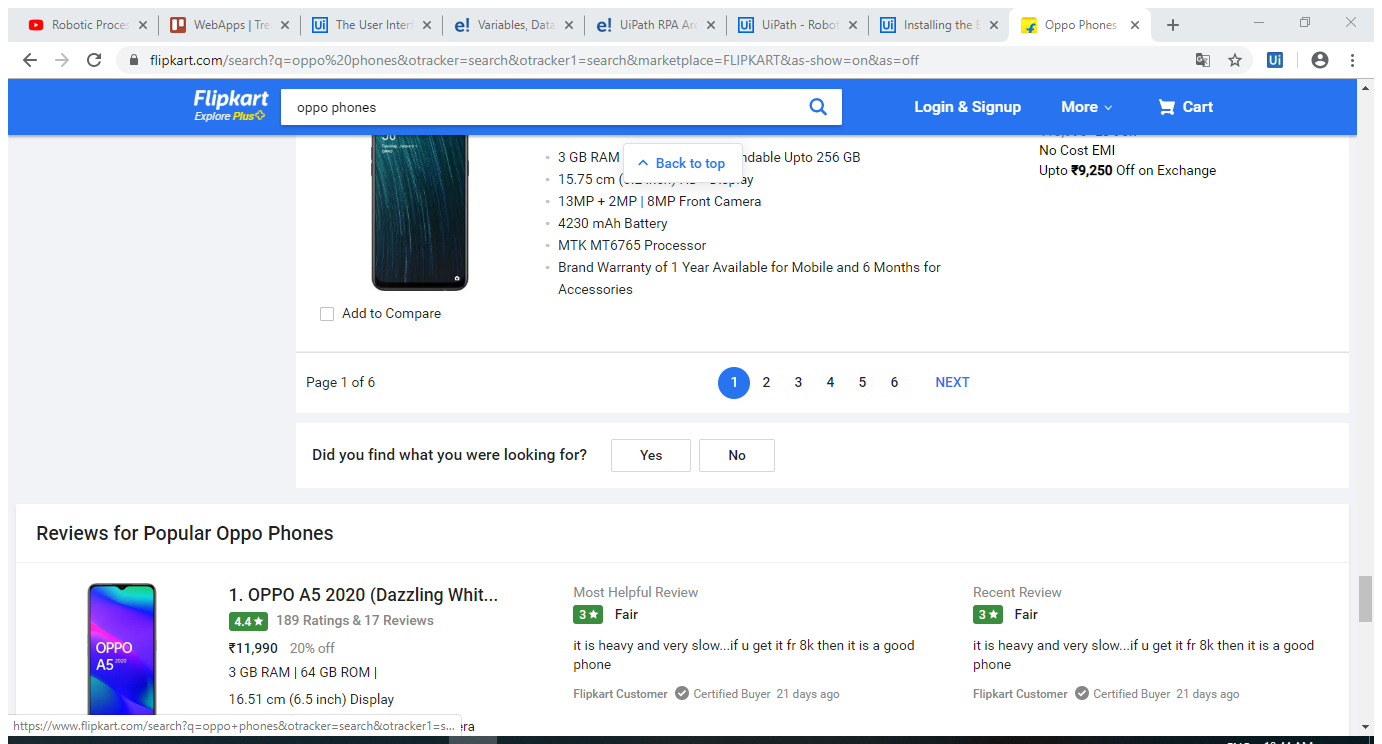 Robotic Proces
WebApps | Tre
The User Interf
Variables, Data
UiPath RPA Arc
UiPath - Robot
Installing the E
Oppo Phones
flipkart.com/search?q=oppo%20phones&otracker=search&otracker1=search&marketplace=FLIPKART&as-show=on&as=off
Flipkart
Explore Plus
oppo phones
Login & Signup
More
Cart
3 GB RAM
Back to top
ndable Upto 256 GB
15.75 cm
Display
13MP + 2MP | 8MP Front Camera
4230 mAh Battery
MTK MT6765 Processor
Brand Warranty of 1 Year Available for Mobile and 6 Months for
Accessories
No Cost EMI
Upto ₹9,250 Off on Exchange
Add to Compare
Page 1 of 6
1 2 3 4 5 6 NEXT
Did you find what you were looking for? Yes No
Reviews for Popular Oppo Phones
OPPO
A5 2020
1. OPPO A5 2020 (Dazzling Whit...
4.4★ 189 Ratings & 17 Reviews
₹11,990 20% off
3 GB RAM | 64 GB ROM |
16.51 cm (6.5 inch) Display
era
Most Helpful Review
3★ Fair
it is heavy and very slow...if u get it fr 8k then it is a good
phone
Flipkart Customer Certified Buyer 21 days ago
Recent Review
3★ Fair
it is heavy and very slow...if u get it fr 8k then it is a good
phone
Flipkart Customer Certified Buyer 21 days ago
https://www.flipkart.com/search?q=oppo+phones&otracker=search&otracker1=s...